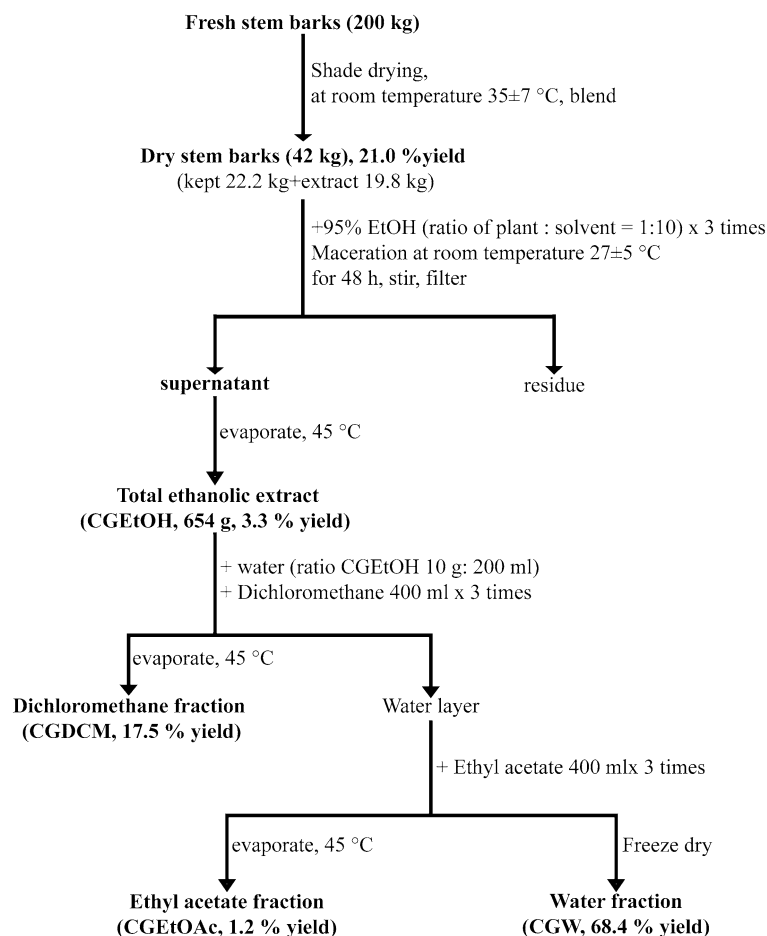 Fresh stem barks (200 kg)
Shade drying,
at room temperature 35±7 °C, blend
Dry stem barks (42 kg), 21.0 %yield
(kept 22.2 kg+extract 19.8 kg)
+95% EtOH (ratio of plant : solvent = 1:10) x 3 times
Maceration at room temperature 27±5 °C
for 48 h, stir, filter
supernatant
residue
evaporate, 45 °C
Total ethanolic extract
(CGEtOH, 654 g, 3.3 % yield)
+ water (ratio CGEtOH 10 g: 200 ml)
+ Dichloromethane 400 ml x 3 times
evaporate, 45 °C
Dichloromethane fraction
(CGDCM, 17.5 % yield)
Water layer
+ Ethyl acetate 400 mlx 3 times
evaporate, 45 °C
Freeze dry
Ethyl acetate fraction
(CGEtOAc, 1.2 % yield)
Water fraction
(CGW, 68.4 % yield)